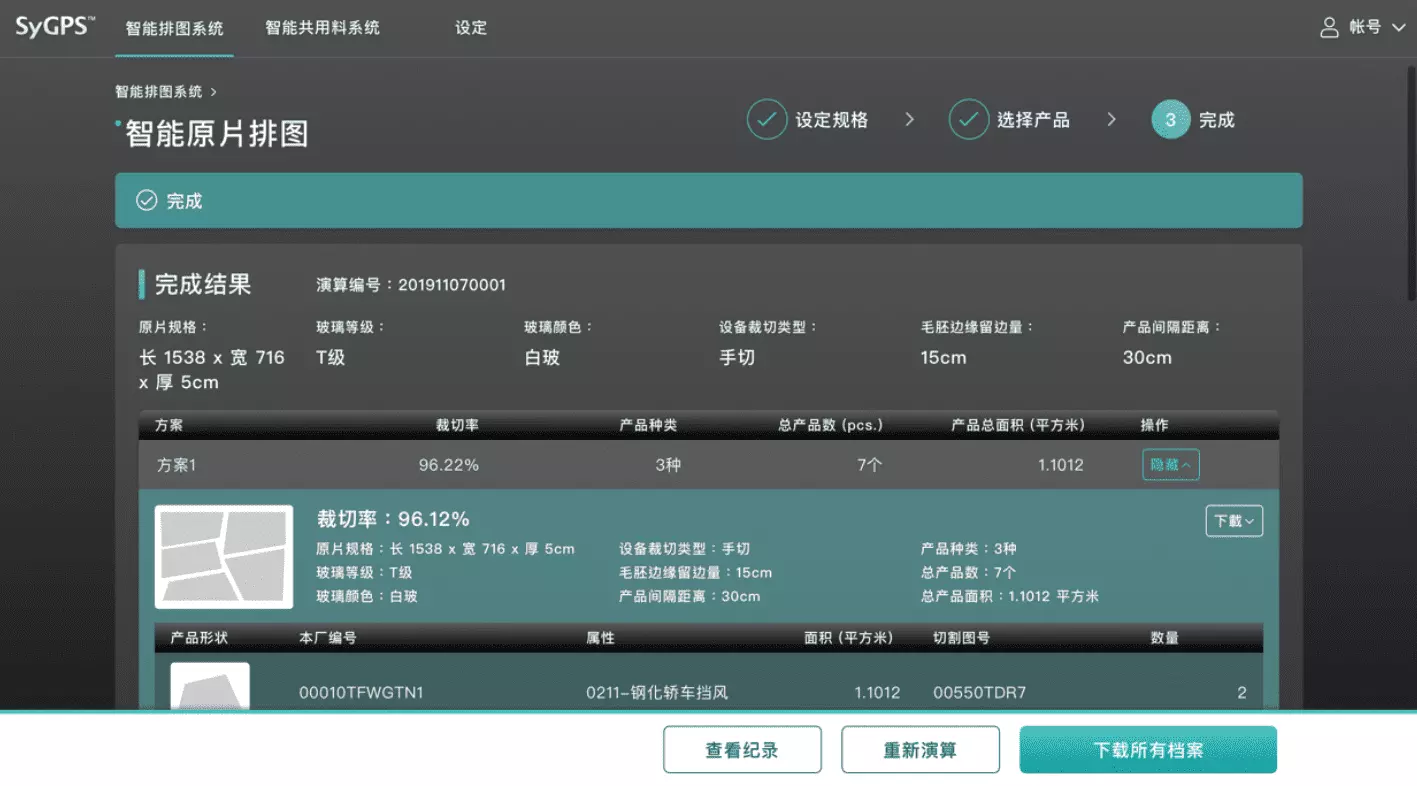 SyGPS™ 智能排图系统 智能共用料系统 设定 帐号
智能排图系统 >
智能原片排图
设定规格 > 选择产品 > 3 完成
完成
完成结果 演算编号：201911070001
原片规格： 玻璃等级： 玻璃颜色： 设备裁切类型： 毛胚边缘留边量： 产品间隔距离：
长 1538 x 宽 716 T级 白玻 手切 15cm 30cm
x 厚 5cm
方案 裁切率 产品种类 总产品数 (pcs.) 产品总面积 (平方米) 操作
方案1 96.22% 3种 7个 1.1012 隐藏
裁切率：96.12% 下載
原片规格：长 1538 x 宽 716 x 厚 5cm 设备裁切类型：手切 产品种类：3种
玻璃等级：T级 毛胚边缘留边量：15cm 总产品数：7个
玻璃颜色：白玻 产品间隔距离：30cm 总产品面积：1.1012 平方米
产品形状 本厂编号 属性 面积 (平方米) 切割图号 数量
00010TFWGTN1 0211-钢化轿车挡风 1.1012 00550TDR7 2
查看纪录 重新演算 下载所有档案